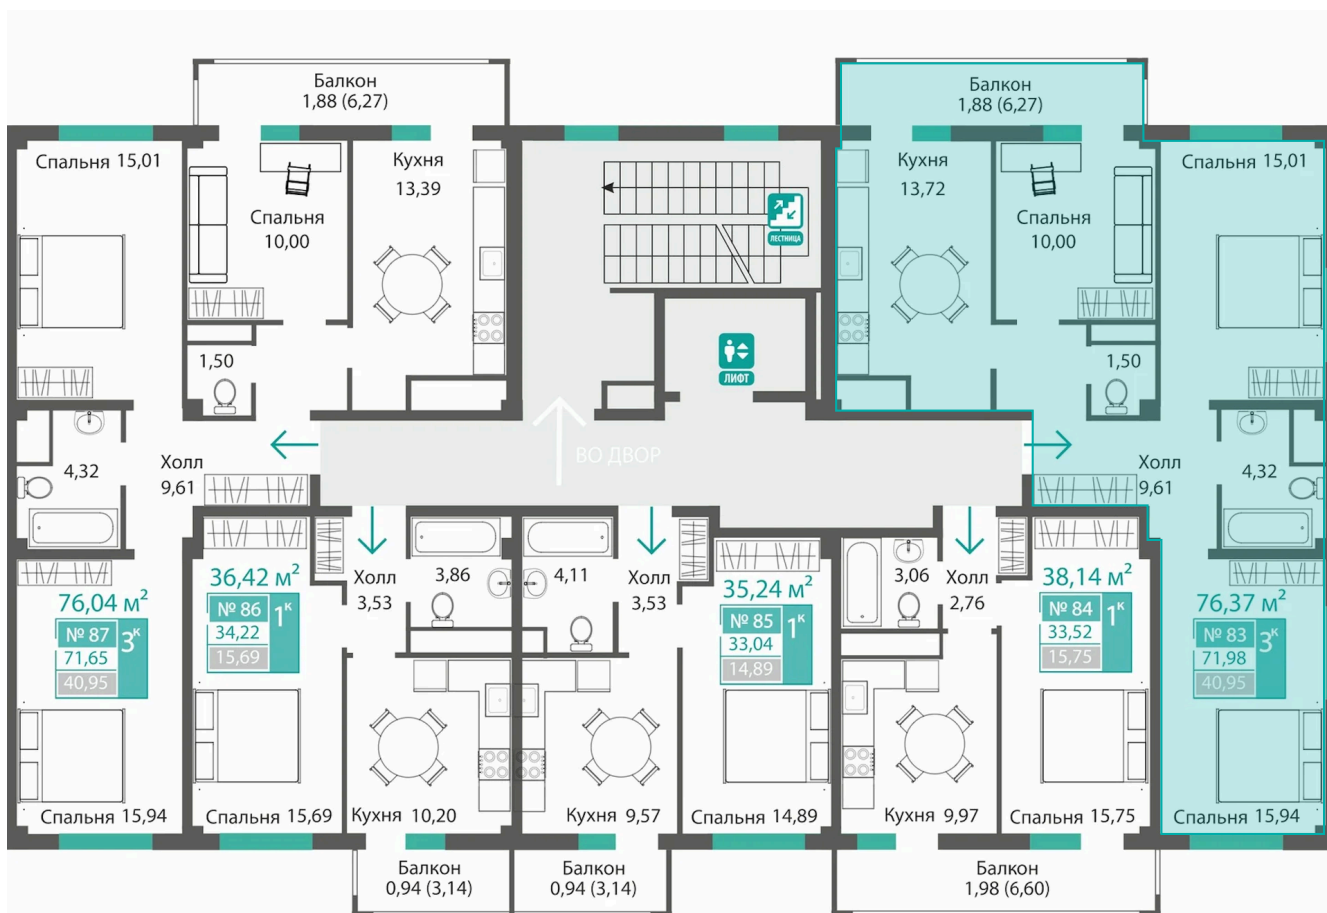 Балкон
1,88 (6,27)
Балкон
1,88 (6,27)
Спальня 15,01
Кухня
13,39
Спальня
10,00
ЛЕСТНИЦА
Кухня
13,72
Спальня
10,00
Спальня 15,01
1,50
ЛИФТ
1,50
4,32
Холл
9,61
ВО ДВОР
Холл
9,61
4,32
76,04 м²
№ 87
3к
71,65
40,95
36,42 м²
№ 86
1к
34,22
15,69
Холл
3,53
3,86
4,11
Холл
3,53
35,24 м²
№ 85
1к
33,04
14,89
3,06
Холл
2,76
38,14 м²
№ 84
1к
33,52
15,75
76,37 м²
№ 83
3к
71,98
40,95
Спальня 15,94
Спальня 15,69
Кухня 10,20
Кухня 9,57
Спальня 14,89
Кухня 9,97
Спальня 15,75
Спальня 15,94
Балкон
0,94 (3,14)
Балкон
0,94 (3,14)
Балкон
1,98 (6,60)